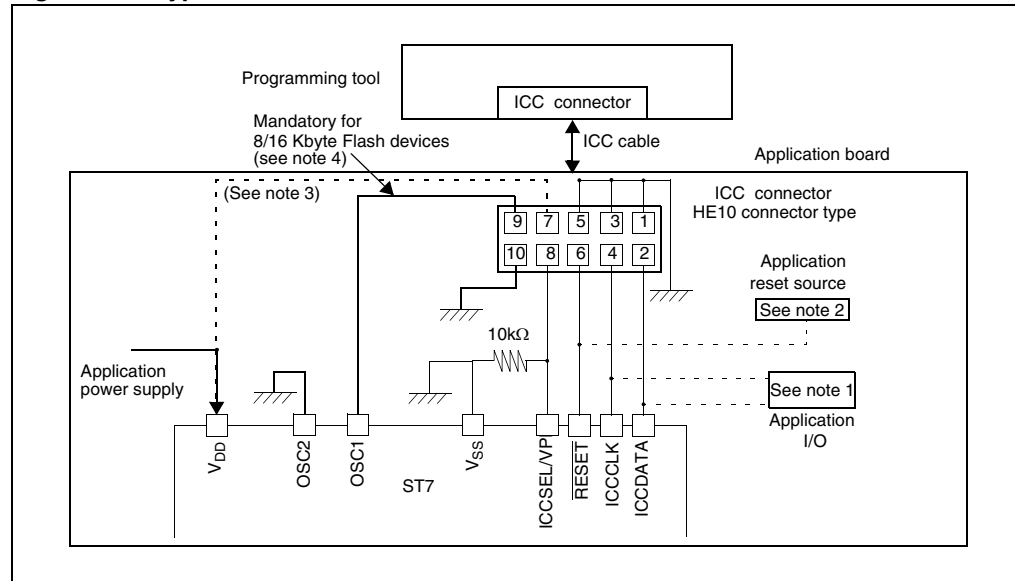 Programming tool
ICC connector
Mandatory for
8/16 Kbyte Flash devices
(see note 4)
ICC cable
Application board
(See note 3)
ICC connector
HE10 connector type
9 7 5 3 1
10 8 6 4 2
Application
reset source
See note 2
10kΩ
Application
power supply
See note 1
Application
I/O
VDD
OSC2
OSC1
VSS
ICCSEL/VP
RESET
ICCCLK
ICCDATA
ST7